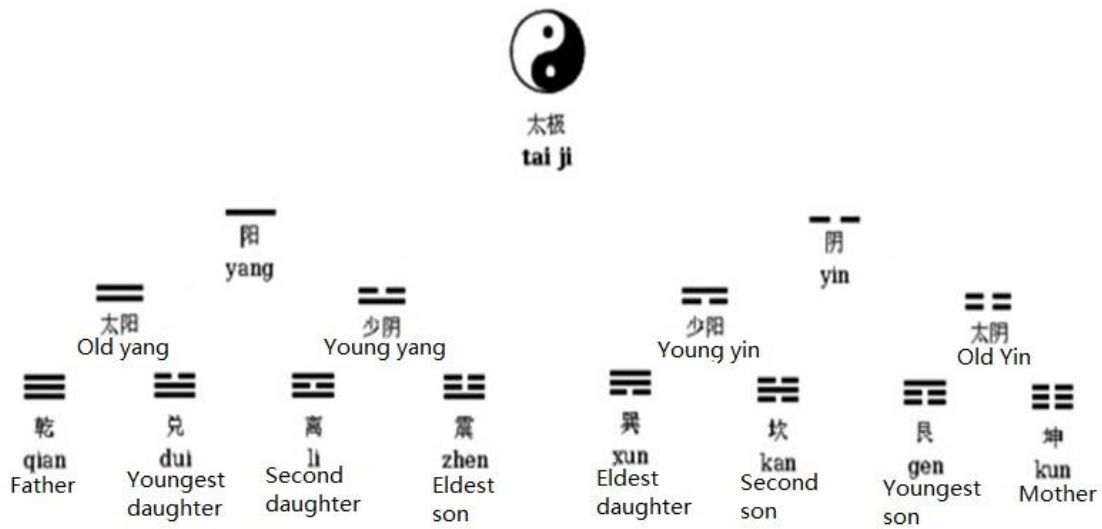 太极
tai ji
阳
yang
阴
yin
太阳
Old yang
少阴
Young yang
少阳
Young yin
太阴
Old Yin
乾
qian
Father
兑
dui
Youngest
daughter
离
li
Second
daughter
震
zhen
Eldest
son
巽
xun
Eldest
daughter
坎
kan
Second
son
艮
gen
Youngest
son
坤
kun
Mother